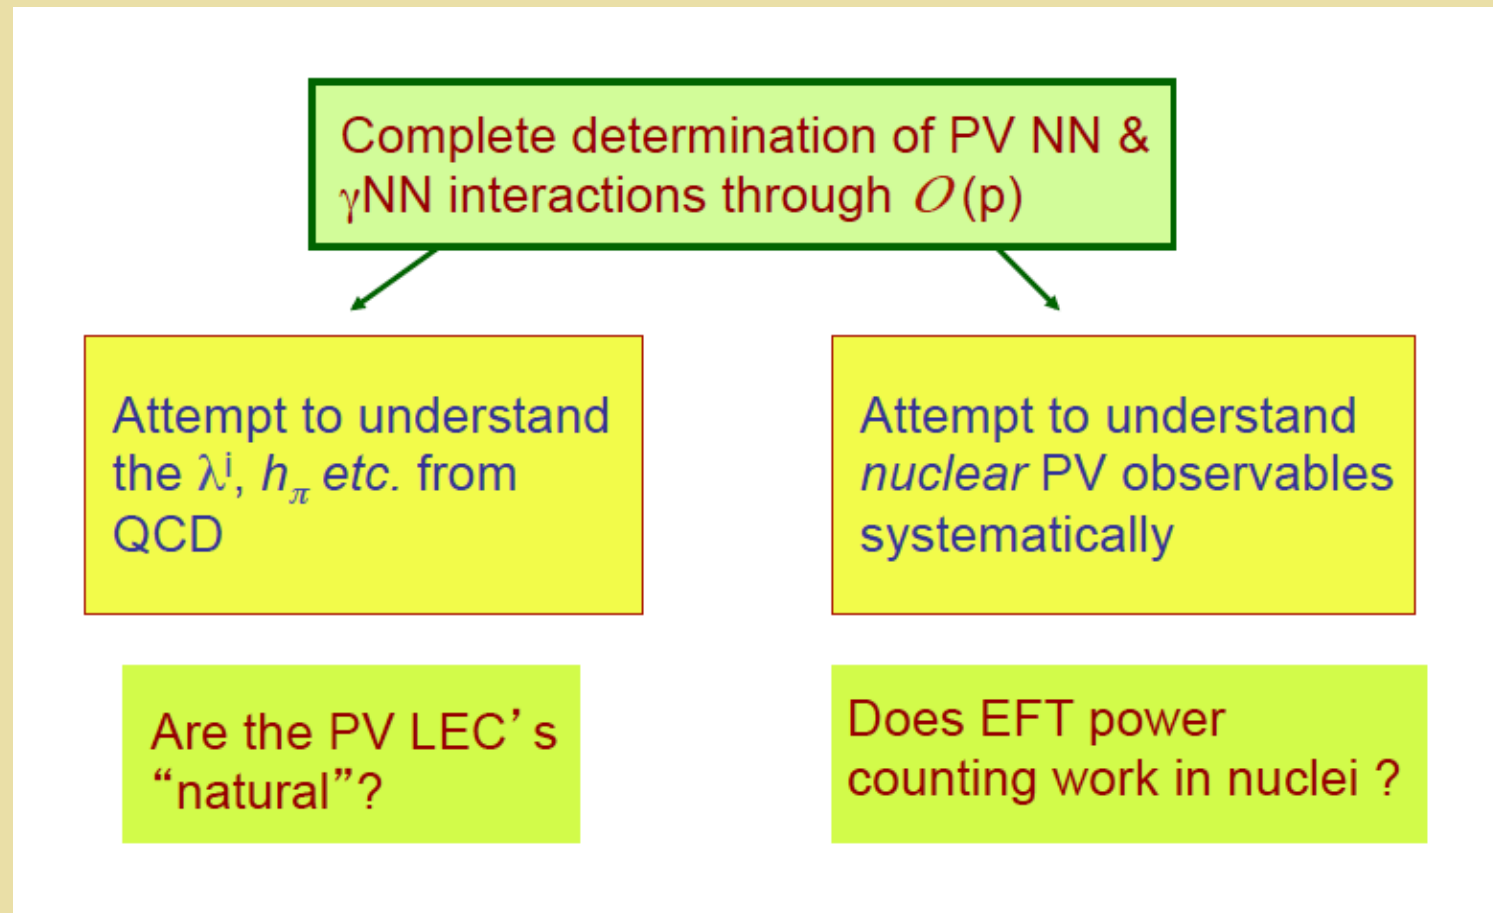 Complete determination of PV NN &
γNN interactions through O(p)
Attempt to understand
the λⁱ, h_π etc. from
QCD
Attempt to understand
nuclear PV observables
systematically
Are the PV LEC’s
“natural”?
Does EFT power
counting work in nuclei ?